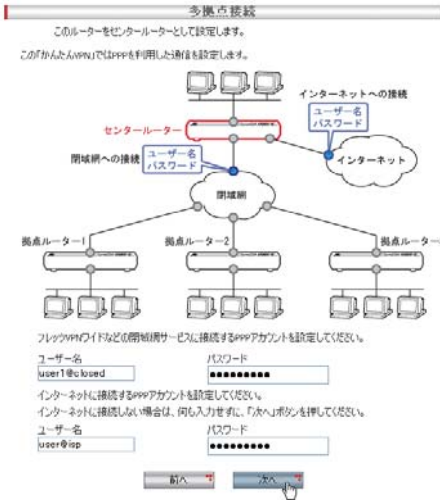 多拠点接続
このルーターをセンタールーターとして設定します。
この「かんたんVPN」ではPPPを利用した通信を設定します。
インターネットへの接続
ユーザー名
パスワード
センタールーター
閉域網への接続
ユーザー名
パスワード
インターネット
閉域網
拠点ルーター1
拠点ルーター2
拠点ルーター
フレッツVPNワイドなどの閉域網サービスに接続するPPPアカウントを設定してください。
ユーザー名 パスワード
user1@closed ●●●●●●●●●
インターネットに接続するPPPアカウントを設定してください。
インターネットに接続しない場合は、何も入力せずに、「次へ」ボタンを押してください。
ユーザー名 パスワード
user@isp ●●●●●●●●●
前へ 次へ